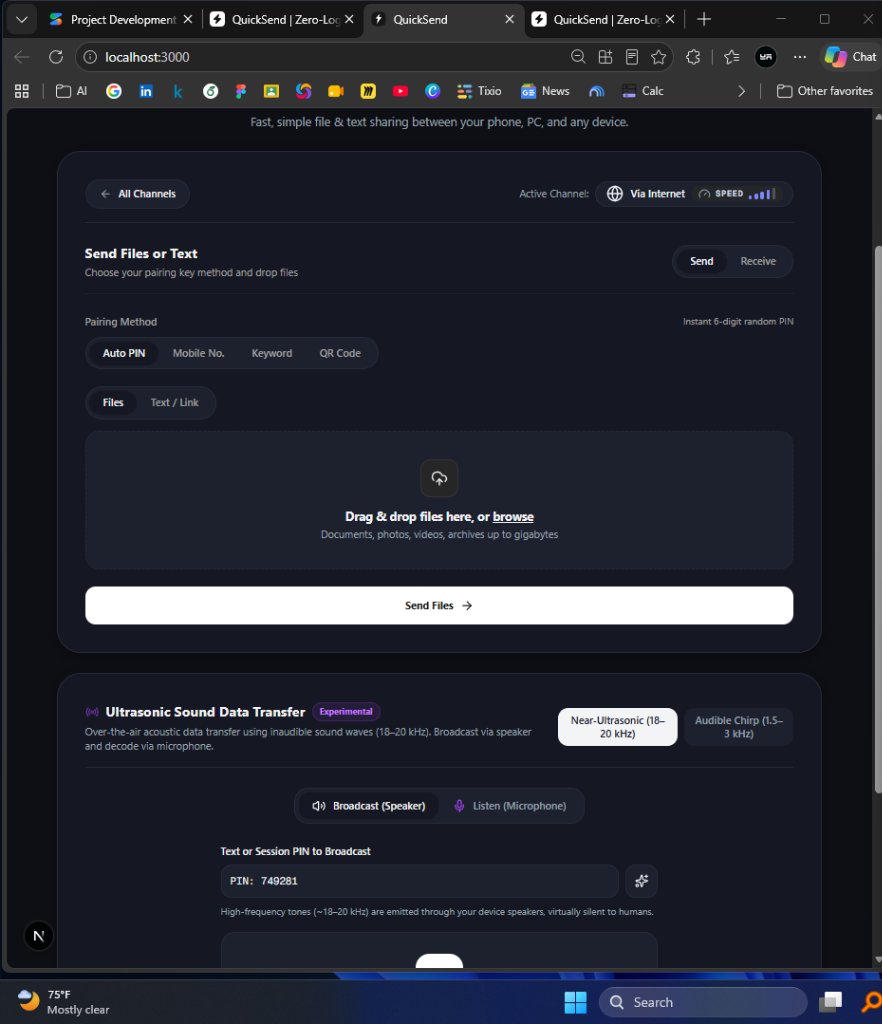 Project Development
QuickSend | Zero-Log
QuickSend
QuickSend | Zero-Log
localhost:3000
Chat
AI
Tixio
News
Calc
Other favorites
Fast, simple file & text sharing between your phone, PC, and any device.
All Channels
Active Channel:
Via Internet
SPEED
Send Files or Text
Choose your pairing key method and drop files
Send
Receive
Pairing Method
Instant 6-digit random PIN
Auto PIN
Mobile No.
Keyword
QR Code
Files
Text / Link
Drag & drop files here, or browse
Documents, photos, videos, archives up to gigabytes
Send Files
Ultrasonic Sound Data Transfer
Experimental
Over-the-air acoustic data transfer using inaudible sound waves (18–20 kHz). Broadcast via speaker
and decode via microphone.
Near-Ultrasonic (18–
20 kHz)
Audible Chirp (1.5–
3 kHz)
Broadcast (Speaker)
Listen (Microphone)
Text or Session PIN to Broadcast
PIN: 749281
High-frequency tones (~18–20 kHz) are emitted through your device speakers, virtually silent to humans.
N
75°F
Mostly clear
Search